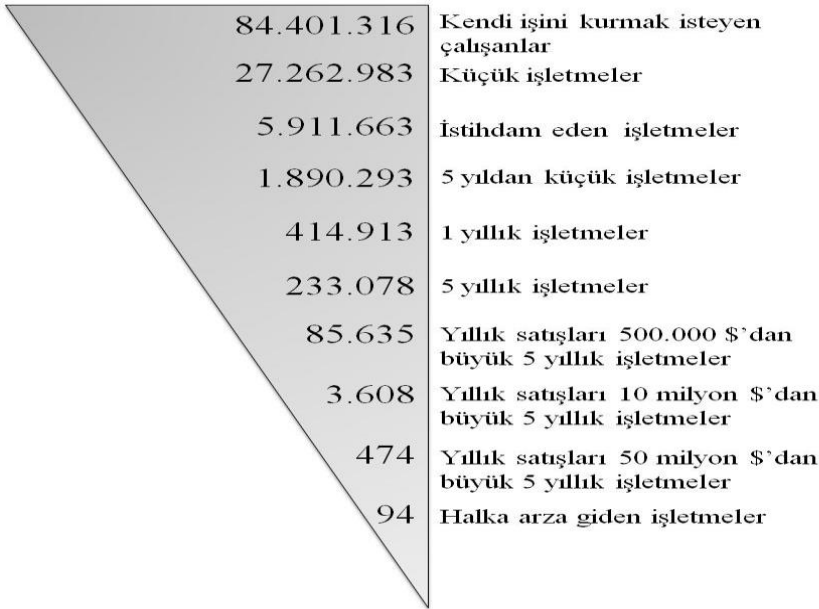 84.401.316 Kendi işini kurmak isteyen
çalışanlar
27.262.983 Küçük işletmeler
5.911.663 İstihdam eden işletmeler
1.890.293 5 yıldan küçük işletmeler
414.913 1 yıllık işletmeler
233.078 5 yıllık işletmeler
85.635 Yıllık satışları 500.000 $’dan
büyük 5 yıllık işletmeler
3.608 Yıllık satışları 10 milyon $’dan
büyük 5 yıllık işletmeler
474 Yıllık satışları 50 milyon $’dan
büyük 5 yıllık işletmeler
94 Halka arza giden işletmeler